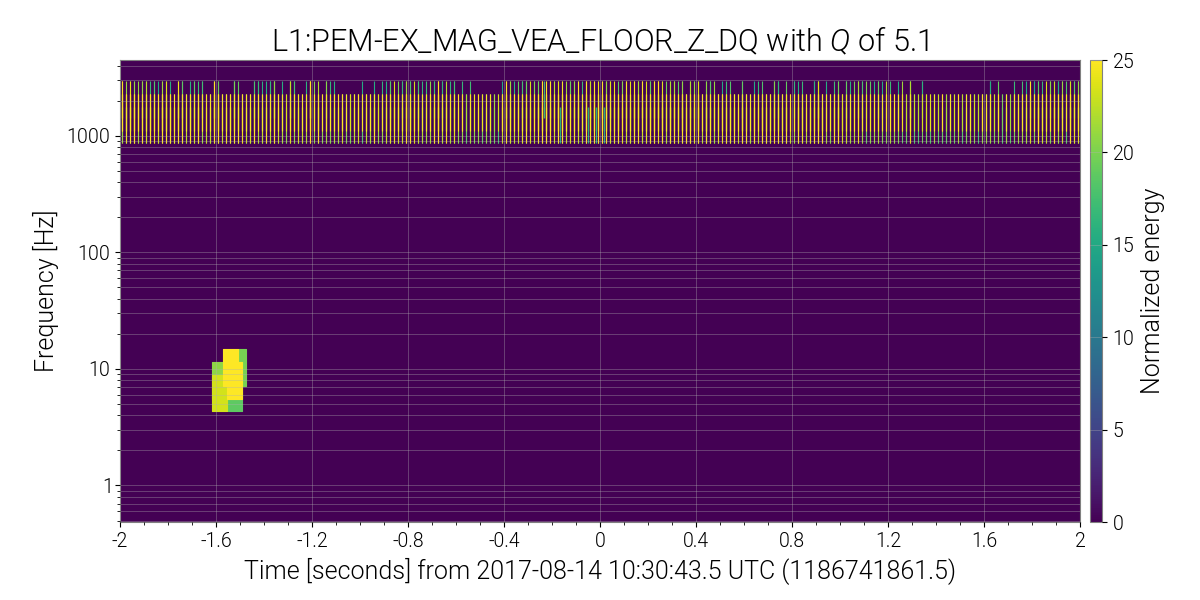 L1:PEM-EX_MAG_VEA_FLOOR_Z_DQ with Q of 5.1
Frequency [Hz]
1000
100
10
1
-2 -1.6 -1.2 -0.8 -0.4 0 0.4 0.8 1.2 1.6 2
Time [seconds] from 2017-08-14 10:30:43.5 UTC (1186741861.5)
25
20
15
10
5
0
Normalized energy